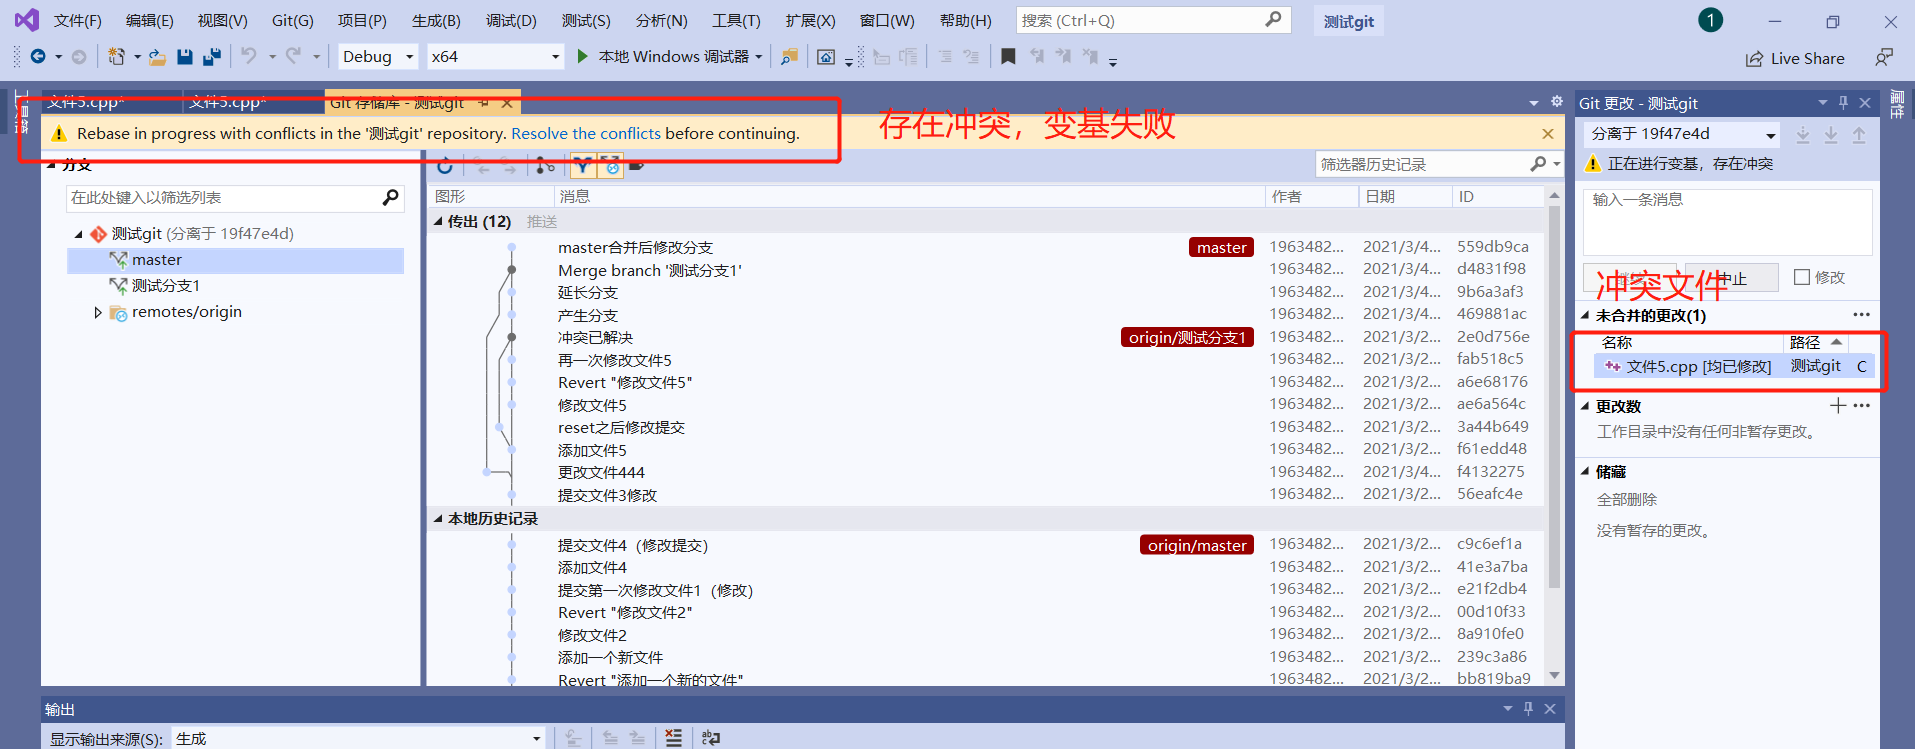 文件(F) 编辑(E) 视图(V) Git(G) 项目(P) 生成(B) 调试(D) 测试(S) 分析(N) 工具(T) 扩展(X) 窗口(W) 帮助(H) 搜索 (Ctrl+Q) 测试git 1
Debug x64 本地 Windows 调试器 Live Share
文件5.cpp* 文件5.cpp* Git 存储库 - 测试git
Rebase in progress with conflicts in the '测试git' repository. Resolve the conflicts before continuing.
存在冲突，变基失败
分支
在此处键入以筛选列表
测试git (分离于 19f47e4d)
master
测试分支1
remotes/origin
筛选器历史记录
图形 消息 作者 日期 ID
传出 (12) 推送
master合并后修改分支 master 1963482... 2021/3/4... 559db9ca
Merge branch '测试分支1' 1963482... 2021/3/4... d4831f98
延长分支 1963482... 2021/3/4... 9b6a3af3
产生分支 1963482... 2021/3/4... 469881ac
冲突已解决 origin/测试分支1 1963482... 2021/3/2... 2e0d756e
再一次修改文件5 1963482... 2021/3/2... fab518c5
Revert "修改文件5" 1963482... 2021/3/2... a6e68176
修改文件5 1963482... 2021/3/2... ae6a564c
reset之后修改提交 1963482... 2021/3/2... 3a44b649
添加文件5 1963482... 2021/3/2... f61edd48
更改文件444 1963482... 2021/3/4... f4132275
提交文件3修改 1963482... 2021/3/2... 56eafc4e
本地历史记录
提交文件4（修改提交） origin/master 1963482... 2021/3/2... c9c6ef1a
添加文件4 1963482... 2021/3/2... 41e3a7ba
提交第一次修改文件1（修改） 1963482... 2021/3/2... e21f2db4
Revert "修改文件2" 1963482... 2021/3/2... 00d10f33
修改文件2 1963482... 2021/3/2... 8a910fe0
添加一个新文件 1963482... 2021/3/2... 239c3a86
Revert "添加一个新的文件" 1963482... 2021/3/2... bb819ba9
Git 更改 - 测试git
分离于 19f47e4d
正在进行变基，存在冲突
输入一条消息
中止 修改
冲突文件
未合并的更改(1)
名称 路径
文件5.cpp [均已修改] 测试git C
更改数
工作目录中没有任何非暂存更改。
储藏
全部删除
没有暂存的更改。
属性
输出
显示输出来源(S): 生成